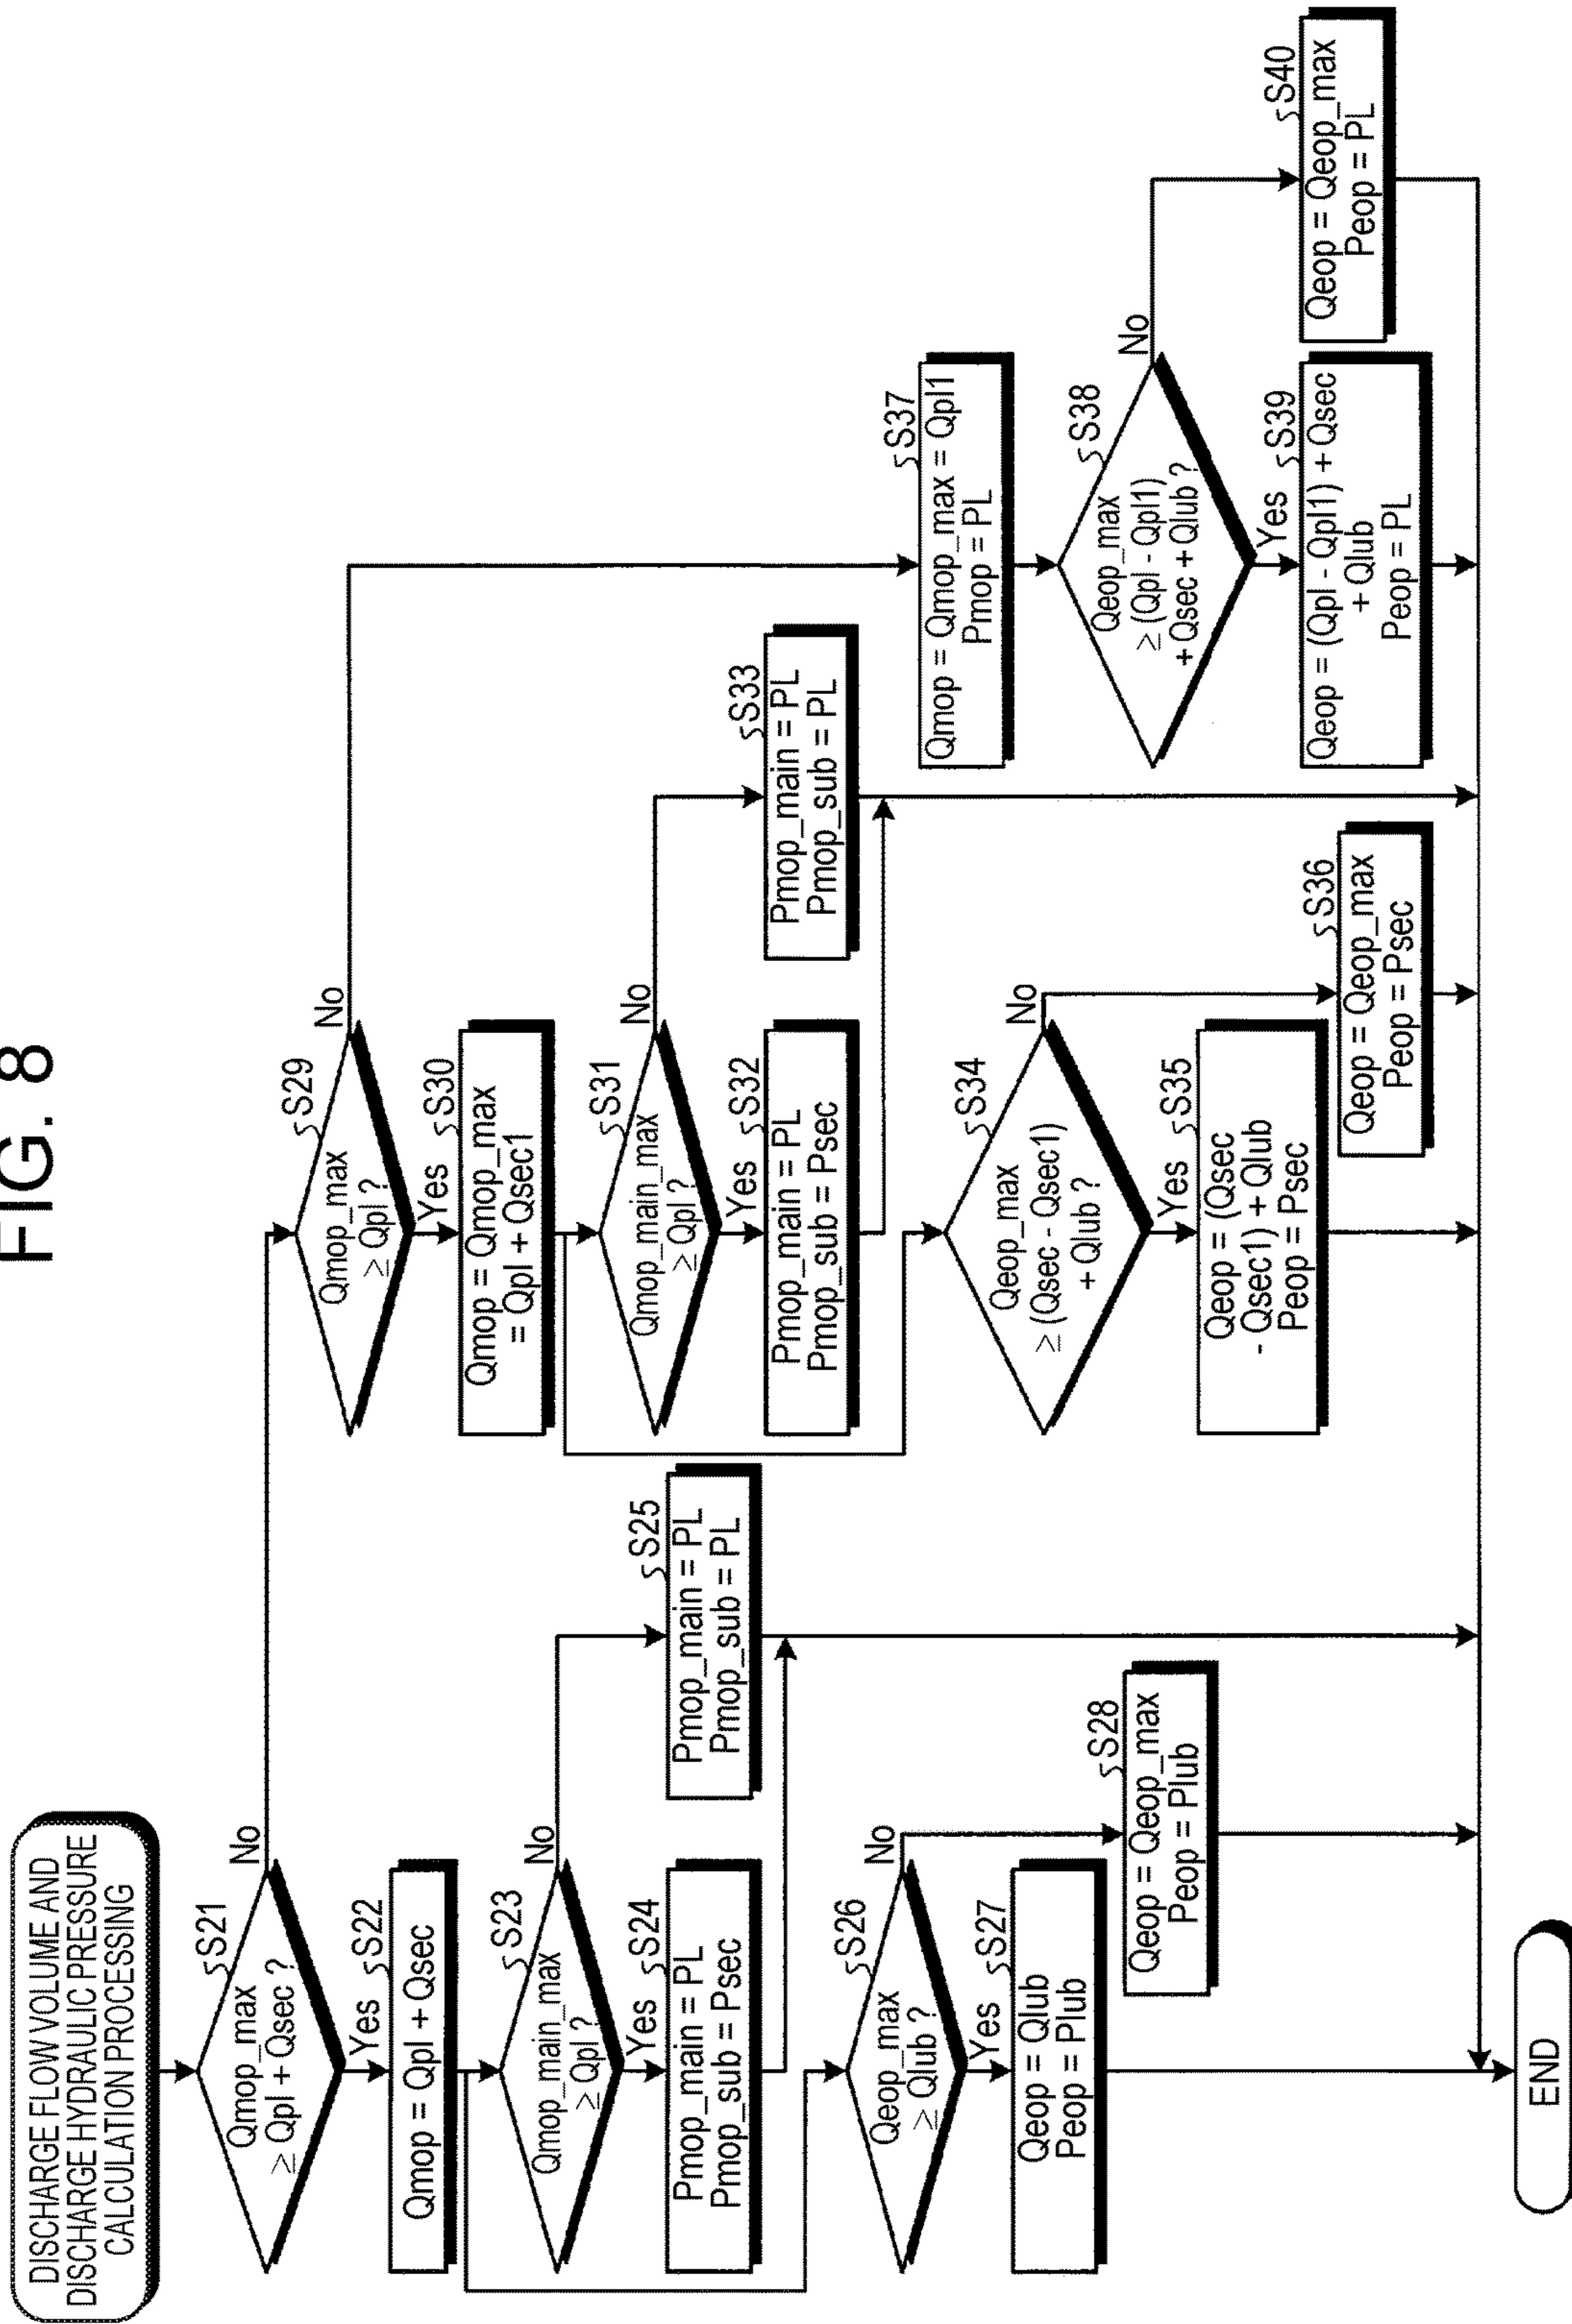 FIG. 8
DISCHARGE FLOW VOLUME AND
DISCHARGE HYDRAULIC PRESSURE
CALCULATION PROCESSING
S21
Qmop_max
≥ Qpl + Qsec ?
No
Yes
S22
Qmop = Qpl + Qsec
S23
Qmop_main_max
≥ Qpl ?
No
Yes
S24
Pmop_main = PL
Pmop_sub = Psec
S25
Pmop_main = PL
Pmop_sub = PL
S26
Qeop_max
≥ Qlub ?
No
Yes
S27
Qeop = Qlub
Peop = Plub
S28
Qeop = Qeop_max
Peop = Plub
S29
Qmop_max
≥ Qpl ?
No
Yes
S30
Qmop = Qmop_max
= Qpl + Qsec1
S31
Qmop_main_max
≥ Qpl ?
No
Yes
S32
Pmop_main = PL
Pmop_sub = Psec
S33
Pmop_main = PL
Pmop_sub = PL
S34
Qeop_max
≥ (Qsec - Qsec1)
+ Qlub ?
No
Yes
S35
Qeop = (Qsec
- Qsec1) + Qlub
Peop = Psec
S36
Qeop = Qeop_max
Peop = Psec
S37
Qmop = Qmop_max = Qpl1
Pmop = PL
S38
Qeop_max
≥ (Qpl - Qpl1)
+ Qsec + Qlub ?
No
Yes
S39
Qeop = (Qpl - Qpl1) + Qsec
+ Qlub
Peop = PL
S40
Qeop = Qeop_max
Peop = PL
END